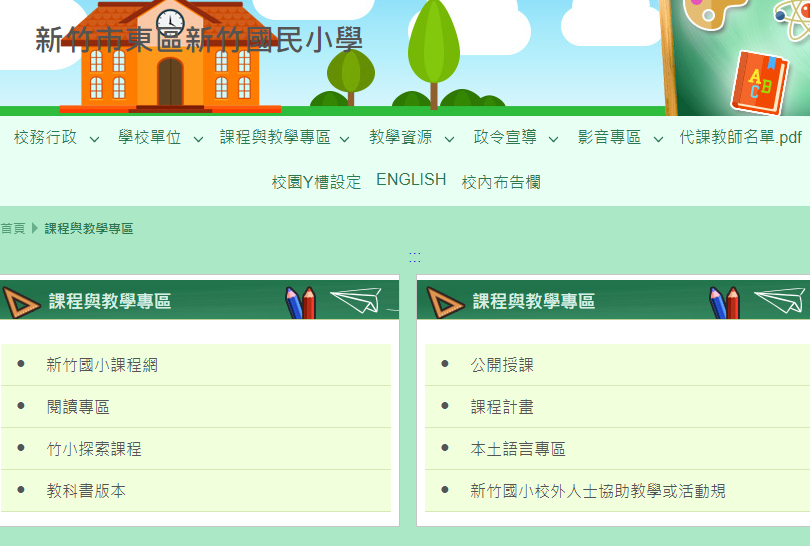 新竹市東區新竹國民小學
A B C
校務行政 學校單位 課程與教學專區 教學資源 政令宣導 影音專區 代課教師名單.pdf
校園Y槽設定 ENGLISH 校內布告欄
首頁 課程與教學專區
:::
課程與教學專區
新竹國小課程網
閱讀專區
竹小探索課程
教科書版本
課程與教學專區
公開授課
課程計畫
本土語言專區
新竹國小校外人士協助教學或活動規